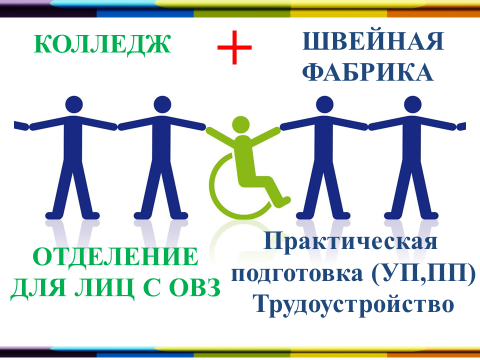 КОЛЛЕДЖ
+
ШВЕЙНАЯ
ФАБРИКА
ОТДЕЛЕНИЕ
ДЛЯ ЛИЦ С ОВЗ
Практическая
подготовка (УП,ПП)
Трудоустройство